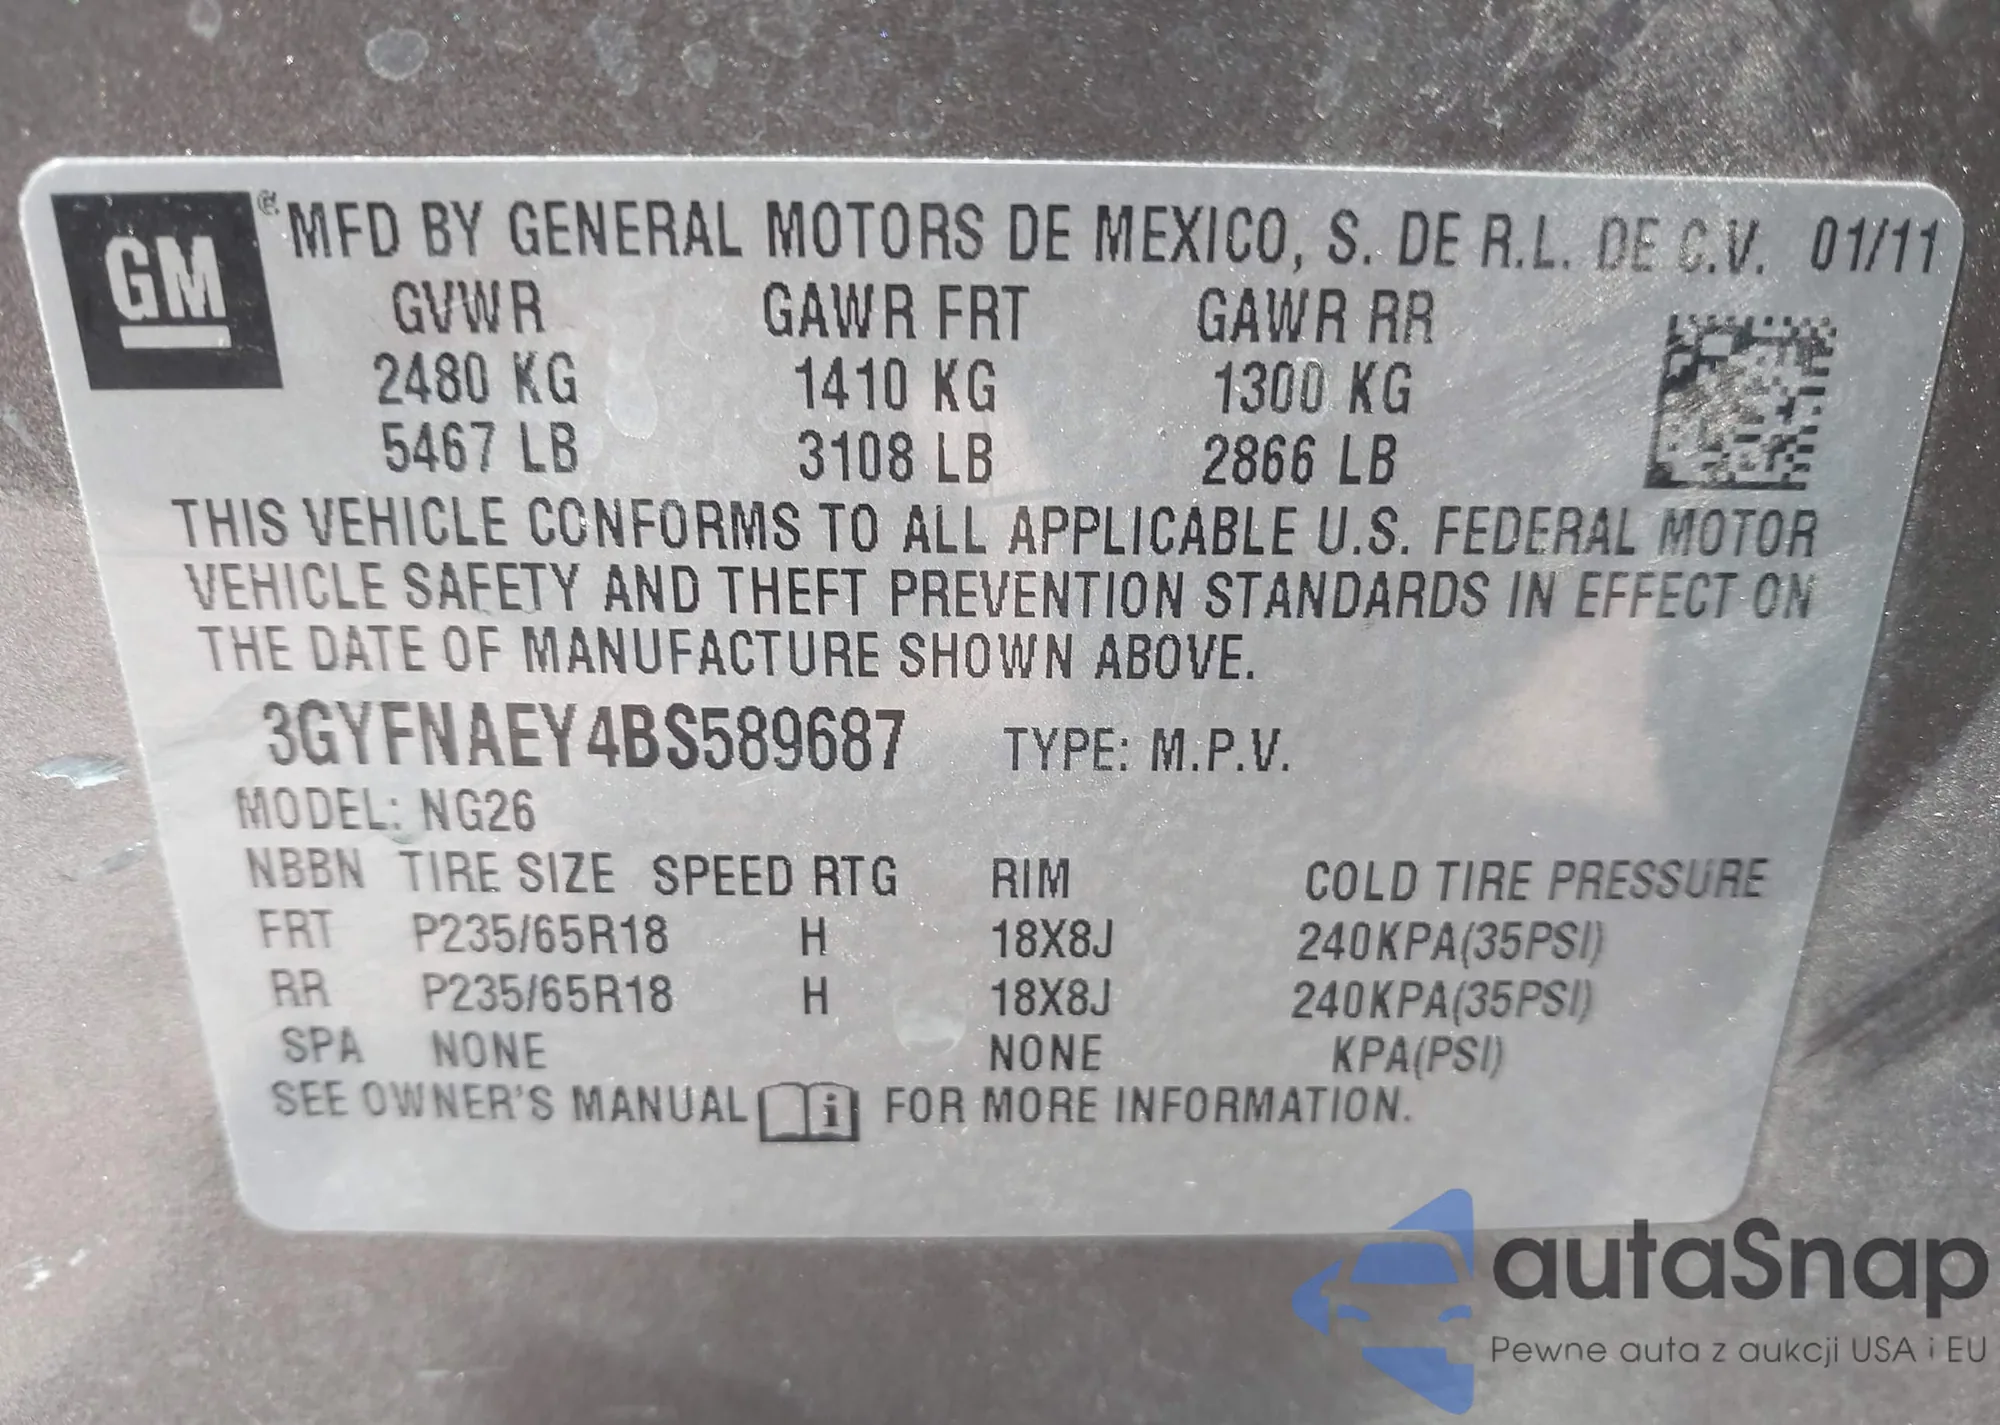 GM ® MFD BY GENERAL MOTORS DE MEXICO, S. DE R.L. DE C.V. 01/11
GVWR GAWR FRT GAWR RR
2480 KG 1410 KG 1300 KG
5467 LB 3108 LB 2866 LB
THIS VEHICLE CONFORMS TO ALL APPLICABLE U.S. FEDERAL MOTOR
VEHICLE SAFETY AND THEFT PREVENTION STANDARDS IN EFFECT ON
THE DATE OF MANUFACTURE SHOWN ABOVE.
3GYFNAEY4BS589687 TYPE: M.P.V.
MODEL: NG26
NBBN TIRE SIZE SPEED RTG RIM COLD TIRE PRESSURE
FRT P235/65R18 H 18X8J 240KPA(35PSI)
RR P235/65R18 H 18X8J 240KPA(35PSI)
SPA NONE NONE KPA(PSI)
SEE OWNER'S MANUAL i FOR MORE INFORMATION.
autaSnap
Pewne auta z aukcji USA i EU